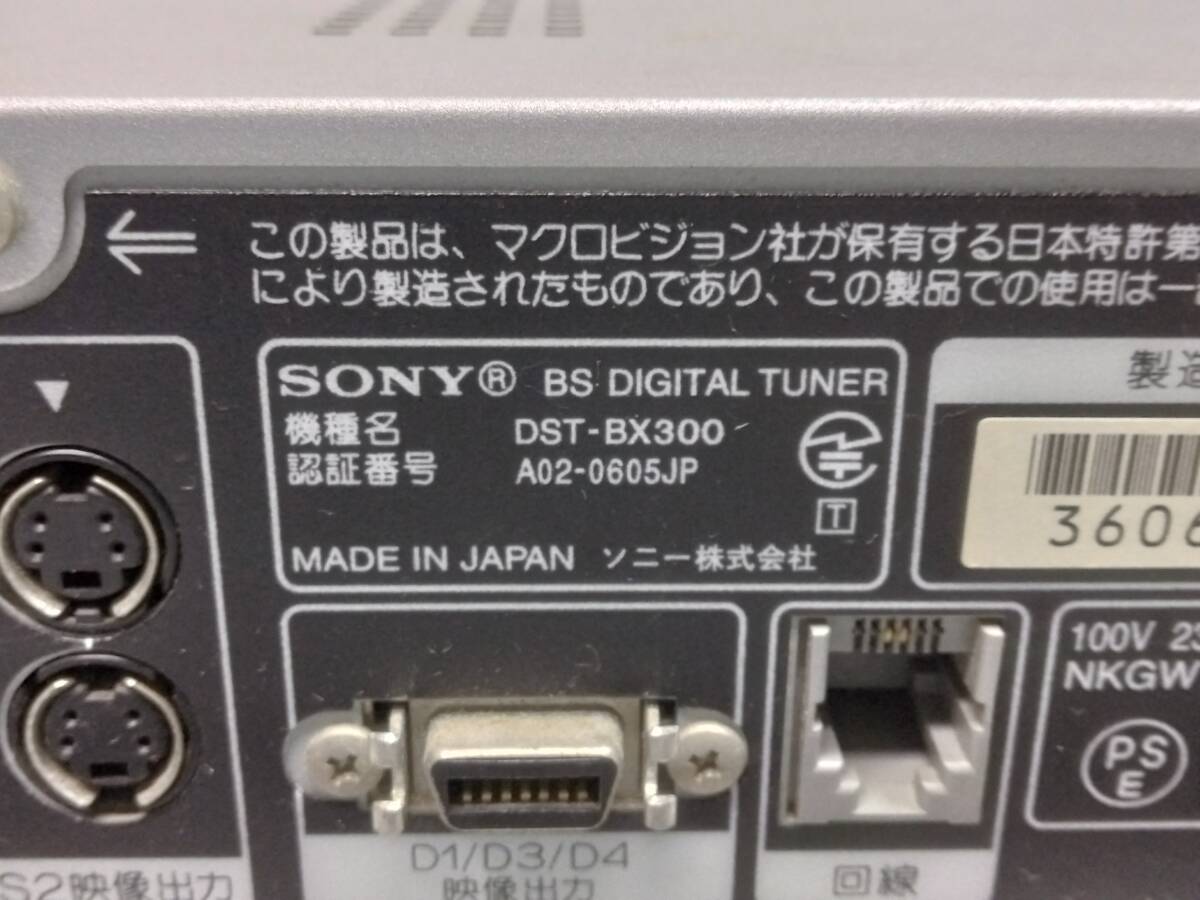 この製品は、マクロビジョン社が保有する日本特許第
により製造されたものであり、この製品での使用は一
SONY® BS DIGITAL TUNER
機種名 DST-BX300
認証番号 A02-0605JP
T
MADE IN JAPAN ソニー株式会社
製造
3606
100V 2
NKGW
PS
E
S2映像出力
D1/D3/D4
映像出力
回線